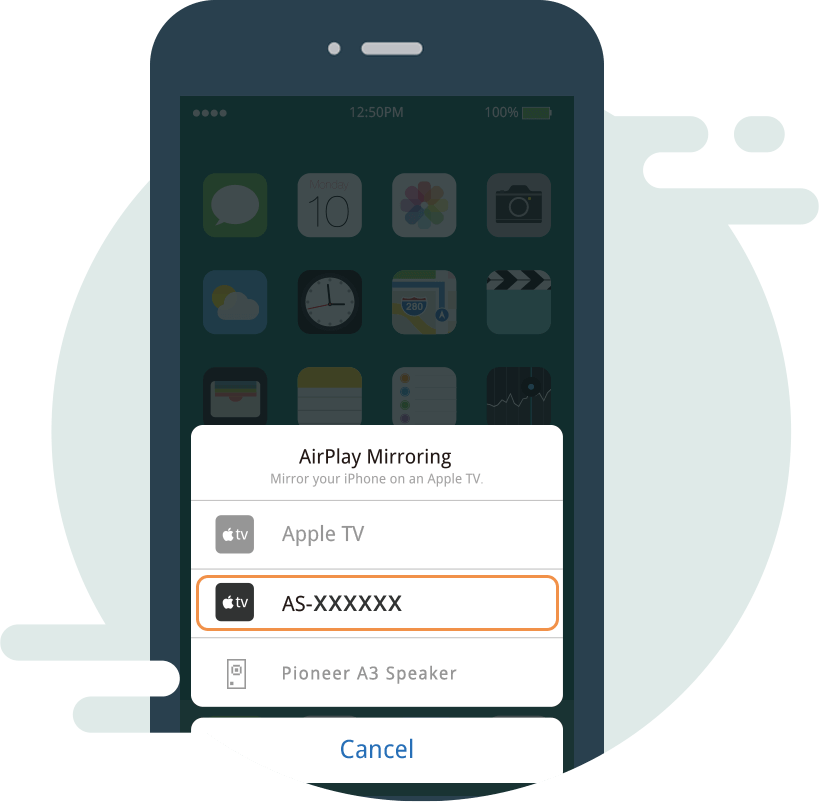 12:50PM 100%
Monday
10
280
A
AirPlay Mirroring
Mirror your iPhone on an Apple TV.
tv Apple TV
tv AS-XXXXXX
Pioneer A3 Speaker
Cancel